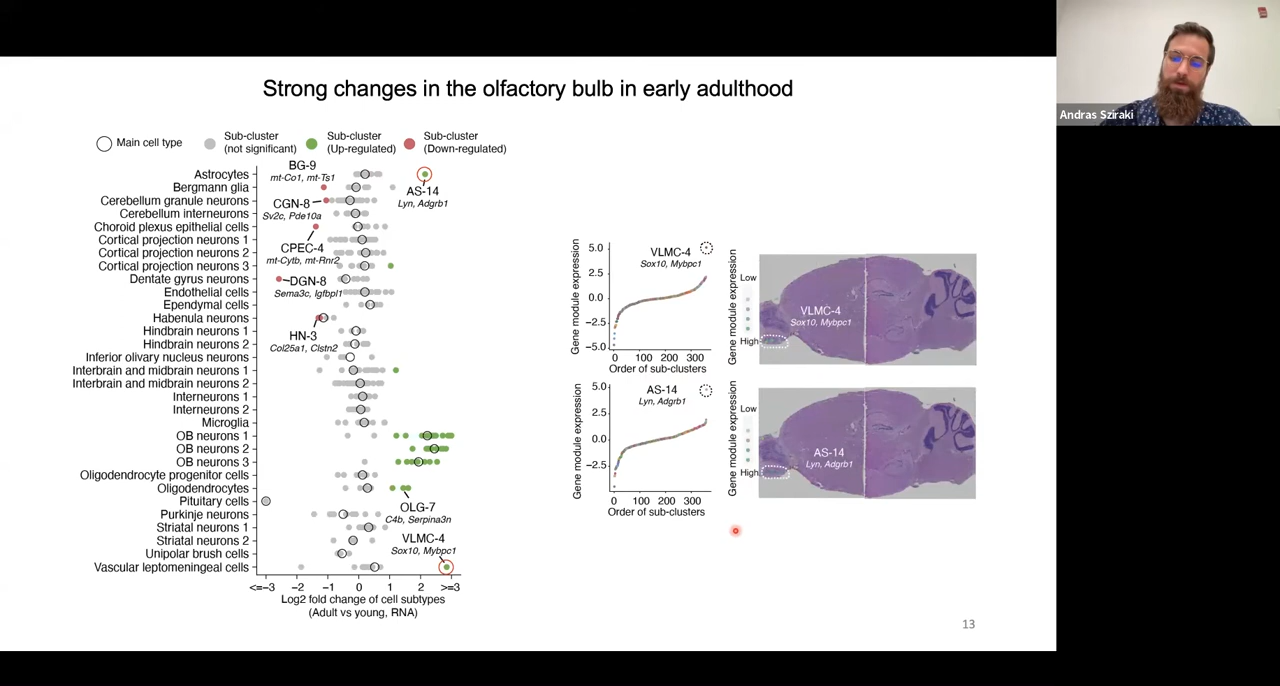 Strong changes in the olfactory bulb in early adulthood
Main cell type
Sub-cluster
(not significant)
Sub-cluster
(Up-regulated)
Sub-cluster
(Down-regulated)
Astrocytes
Bergmann glia
Cerebellum granule neurons
Cerebellum interneurons
Choroid plexus epithelial cells
Cortical projection neurons 1
Cortical projection neurons 2
Cortical projection neurons 3
Dentate gyrus neurons
Endothelial cells
Ependymal cells
Habenula neurons
Hindbrain neurons 1
Hindbrain neurons 2
Inferior olivary nucleus neurons
Interbrain and midbrain neurons 1
Interbrain and midbrain neurons 2
Interneurons 1
Interneurons 2
Microglia
OB neurons 1
OB neurons 2
OB neurons 3
Oligodendrocyte progenitor cells
Oligodendrocytes
Pituitary cells
Purkinje neurons
Striatal neurons 1
Striatal neurons 2
Unipolar brush cells
Vascular leptomeningeal cells
BG-9
mt-Co1, mt-Ts1
AS-14
Lyn, Adgrb1
CGN-8
Sv2c, Pde10a
CPEC-4
mt-Cytb, mt-Rnr2
DGN-8
Sema3c, Igfbpl1
HN-3
Col25a1, Clstn2
OLG-7
C4b, Serpina3n
VLMC-4
Sox10, Mybpc1
<=-3 -2 -1 0 1 2 >=3
Log2 fold change of cell subtypes
(Adult vs young, RNA)
Gene module expression
5.0
2.5
0.0
−2.5
−5.0
VLMC-4
Sox10, Mybpc1
0 100 200 300
Order of sub-clusters
Gene module expression
Low
High
VLMC-4
Sox10, Mybpc1
Gene module expression
5.0
2.5
0.0
−2.5
AS-14
Lyn, Adgrb1
0 100 200 300
Order of sub-clusters
Gene module expression
Low
High
AS-14
Lyn, Adgrb1
13
Andras Sziraki